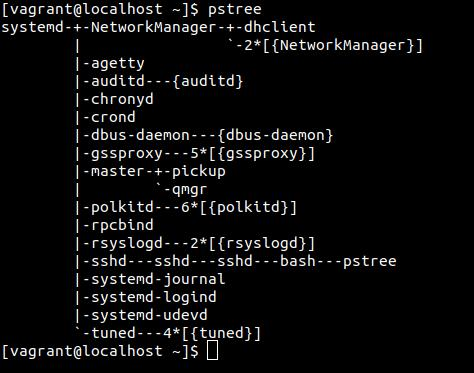 [vagrant@localhost ~]$ pstree
systemd-+-NetworkManager-+-dhclient
        |                `-2*[{NetworkManager}]
        |-agetty
        |-auditd---{auditd}
        |-chronyd
        |-crond
        |-dbus-daemon---{dbus-daemon}
        |-gssproxy---5*[{gssproxy}]
        |-master-+-pickup
        |        `-qmgr
        |-polkitd---6*[{polkitd}]
        |-rpcbind
        |-rsyslogd---2*[{rsyslogd}]
        |-sshd---sshd---sshd---bash---pstree
        |-systemd-journal
        |-systemd-logind
        |-systemd-udevd
        `-tuned---4*[{tuned}]
[vagrant@localhost ~]$